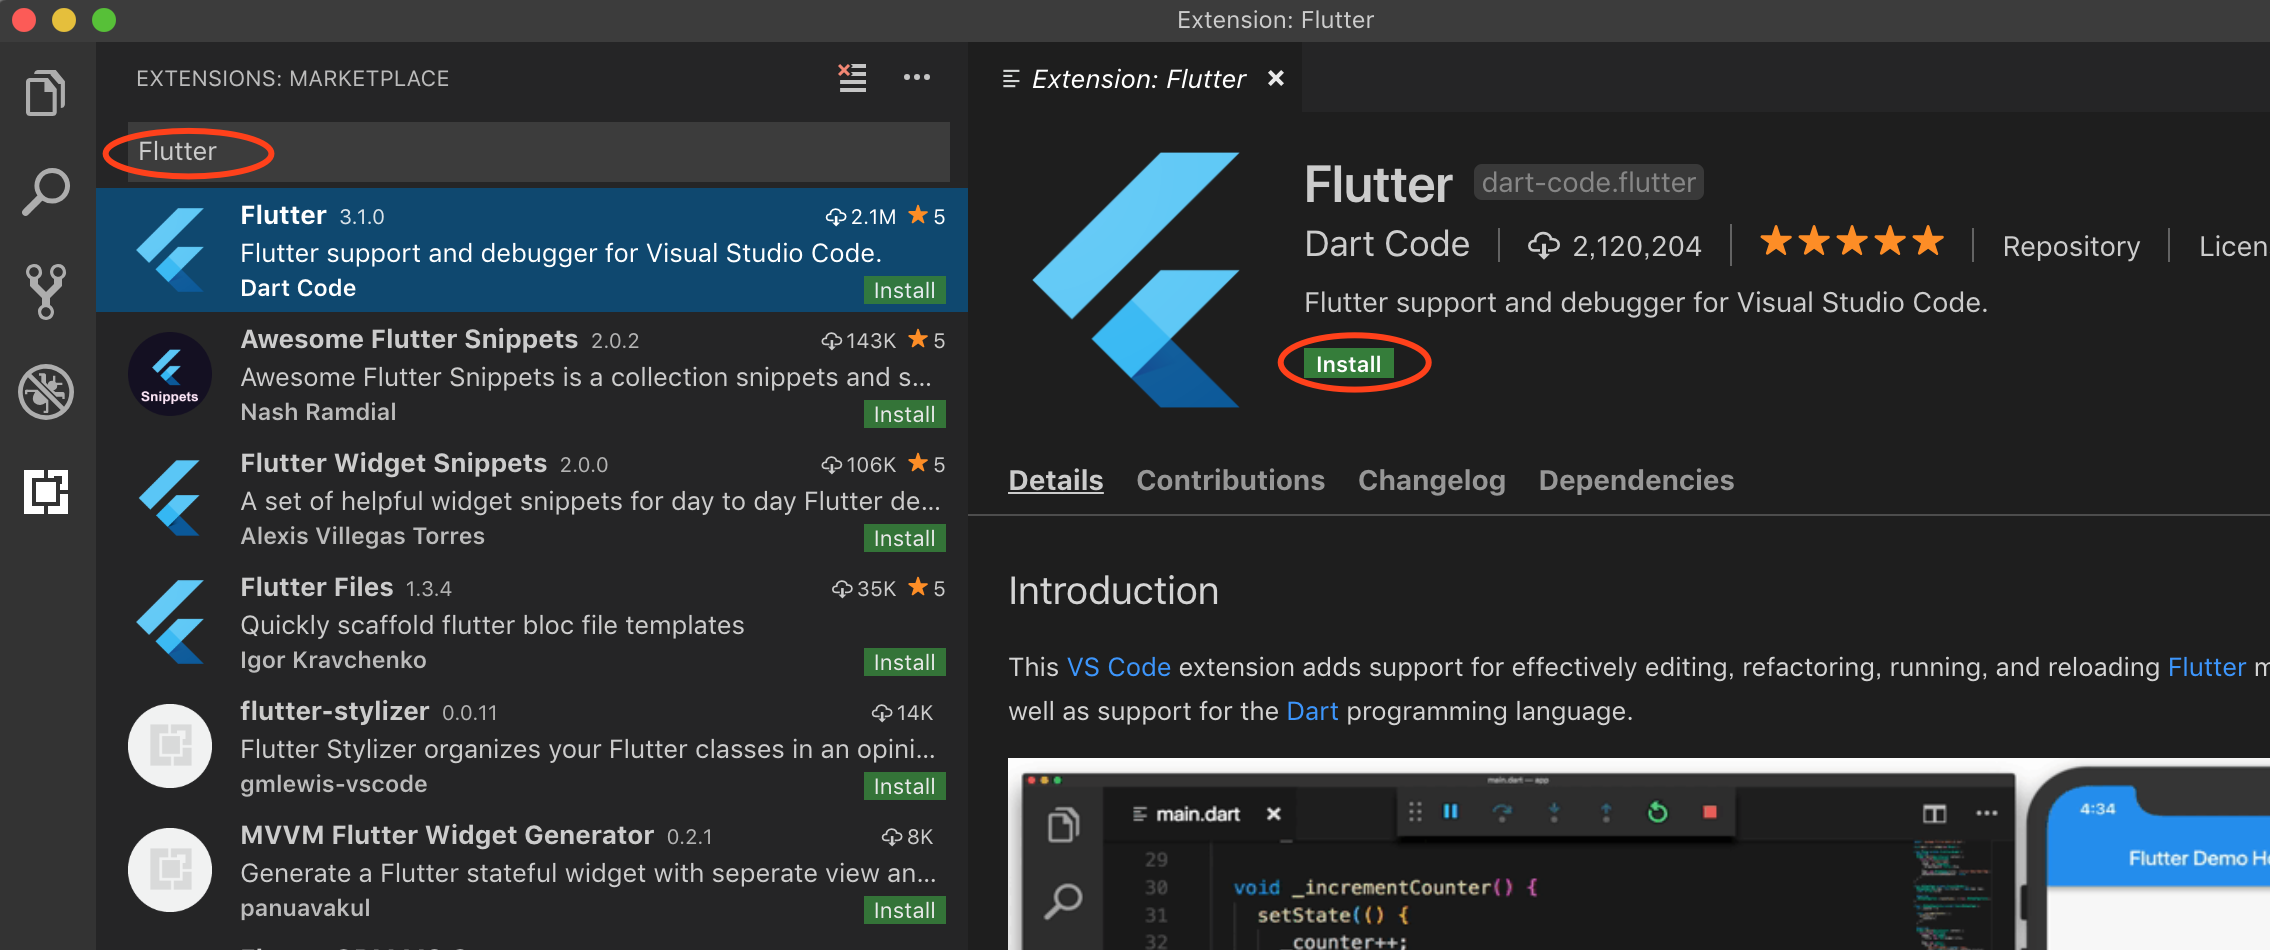 Extension: Flutter
EXTENSIONS: MARKETPLACE
Flutter
Flutter 3.1.0 2.1M 5
Flutter support and debugger for Visual Studio Code.
Dart Code Install
Snippets
Awesome Flutter Snippets 2.0.2 143K 5
Awesome Flutter Snippets is a collection snippets and s...
Nash Ramdial Install
Flutter Widget Snippets 2.0.0 106K 5
A set of helpful widget snippets for day to day Flutter de...
Alexis Villegas Torres Install
Flutter Files 1.3.4 35K 5
Quickly scaffold flutter bloc file templates
Igor Kravchenko Install
flutter-stylizer 0.0.11 14K
Flutter Stylizer organizes your Flutter classes in an opini...
gmlewis-vscode Install
MVVM Flutter Widget Generator 0.2.1 8K
Generate a Flutter stateful widget with seperate view an...
panuavakul Install
Extension: Flutter
Flutter dart-code.flutter
Dart Code 2,120,204 Repository Licen
Flutter support and debugger for Visual Studio Code.
Install
Details Contributions Changelog Dependencies
Introduction
This VS Code extension adds support for effectively editing, refactoring, running, and reloading Flutter m
well as support for the Dart programming language.
main.dart — app
main.dart
29
30 void _incrementCounter() {
31 setState(() {
32 _counter++;
4:34
Flutter Demo Ho